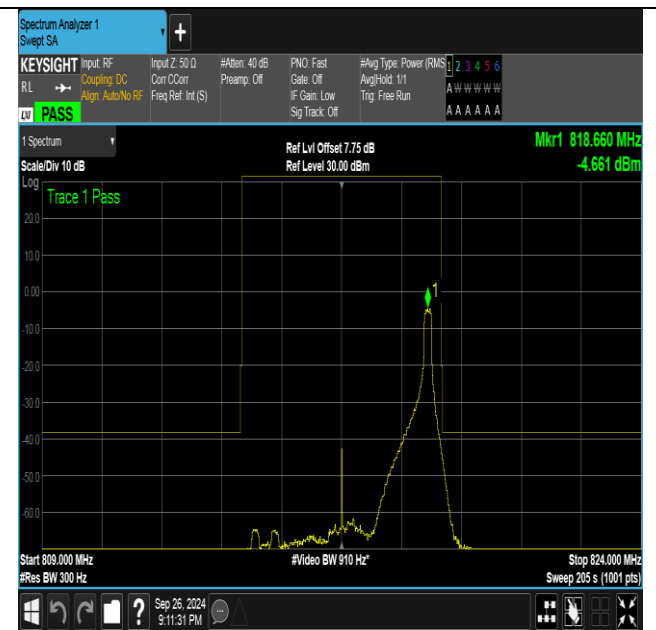 Spectrum Analyzer 1
Swept SA
+
KEYSIGHT Input: RF Input Z: 50 Ω #Atten: 40 dB PNO: Fast #Avg Type: Power (RMS 1 2 3 4 5 6
RL Coupling: DC Corr CCorr Preamp: Off Gate: Off Avg|Hold: 1/1 A W W W W W
Align: Auto/No RF Freq Ref: Int (S) IF Gain: Low Trig: Free Run
LXI PASS Sig Track: Off A A A A A A
1 Spectrum Ref Lvl Offset 7.75 dB Mkr1 818.660 MHz
Scale/Div 10 dB Ref Level 30.00 dBm -4.661 dBm
Log
Trace 1 Pass
20.0
10.0
0.00
1
-10.0
-20.0
-30.0
-40.0
-50.0
-60.0
Start 809.000 MHz #Video BW 910 Hz* Stop 824.000 MHz
#Res BW 300 Hz Sweep 205 s (1001 pts)
? Sep 26, 2024
9:11:31 PM